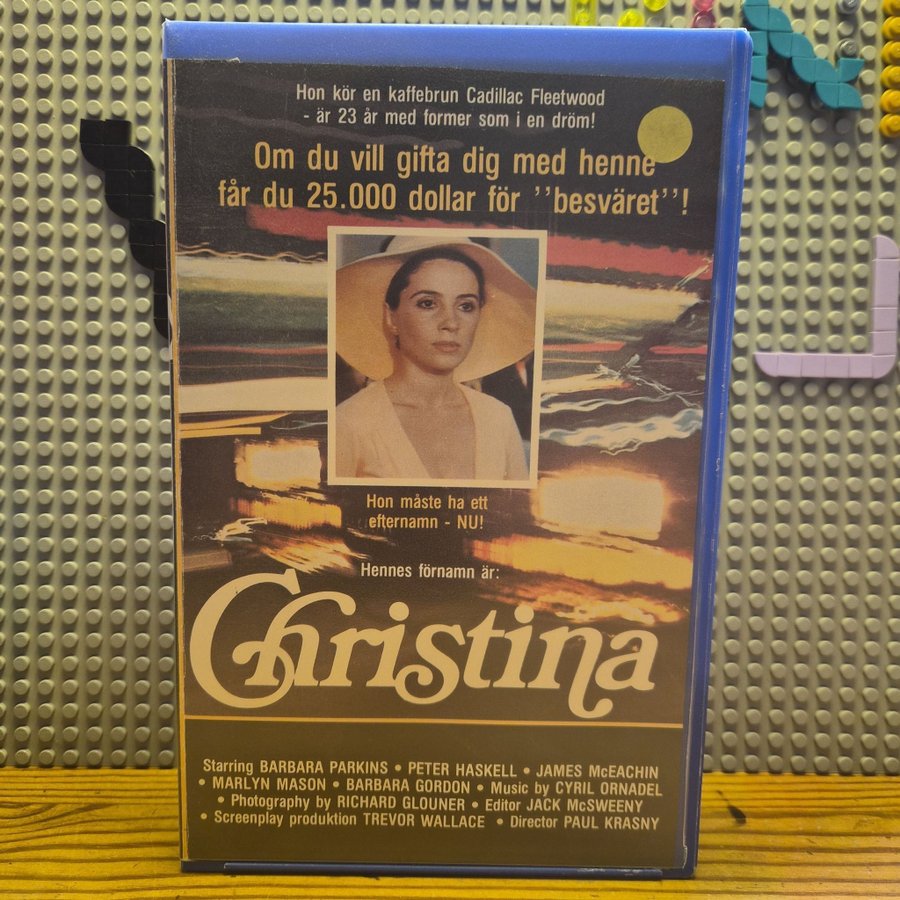 Hon kör en kaffebrun Cadillac Fleetwood
- är 23 år med former som i en dröm!
Om du vill gifta dig med henne
får du 25.000 dollar för "besväret"!
Hon måste ha ett
efternamn - NU!
Hennes förnamn är:
Christina
Starring BARBARA PARKINS • PETER HASKELL • JAMES McEACHIN
• MARLYN MASON • BARBARA GORDON • Music by CYRIL ORNADEL
• Photography by RICHARD GLOUNER • Editor JACK McSWEENY
• Screenplay produktion TREVOR WALLACE • Director PAUL KRASNY